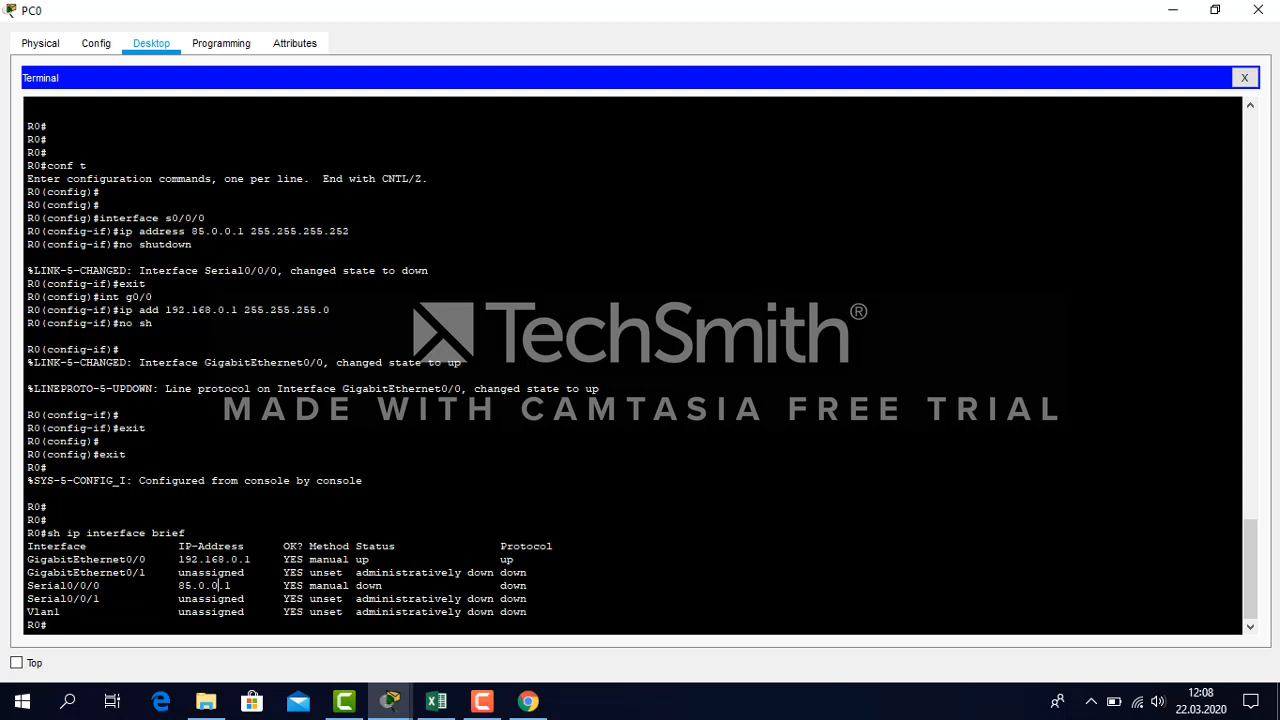 PC0
Physical Config Desktop Programming Attributes
Terminal
X
R0#
R0#
R0#
R0#conf t
Enter configuration commands, one per line.  End with CNTL/Z.
R0(config)#
R0(config)#
R0(config)#interface s0/0/0
R0(config-if)#ip address 85.0.0.1 255.255.255.252
R0(config-if)#no shutdown
%LINK-5-CHANGED: Interface Serial0/0/0, changed state to down
R0(config-if)#exit
R0(config)#int g0/0
R0(config-if)#ip add 192.168.0.1 255.255.255.0
R0(config-if)#no sh
R0(config-if)#
%LINK-5-CHANGED: Interface GigabitEthernet0/0, changed state to up
%LINEPROTO-5-UPDOWN: Line protocol on Interface GigabitEthernet0/0, changed state to up
R0(config-if)#
R0(config-if)#exit
R0(config)#
R0(config)#exit
R0#
%SYS-5-CONFIG_I: Configured from console by console
R0#
R0#
R0#sh ip interface brief
Interface IP-Address OK? Method Status Protocol
GigabitEthernet0/0 192.168.0.1 YES manual up up
GigabitEthernet0/1 unassigned YES unset administratively down down
Serial0/0/0 85.0.0.1 YES manual down down
Serial0/0/1 unassigned YES unset administratively down down
Vlan1 unassigned YES unset administratively down down
R0#
TechSmith®
MADE WITH CAMTASIA FREE TRIAL
Top
12:08
22.03.2020